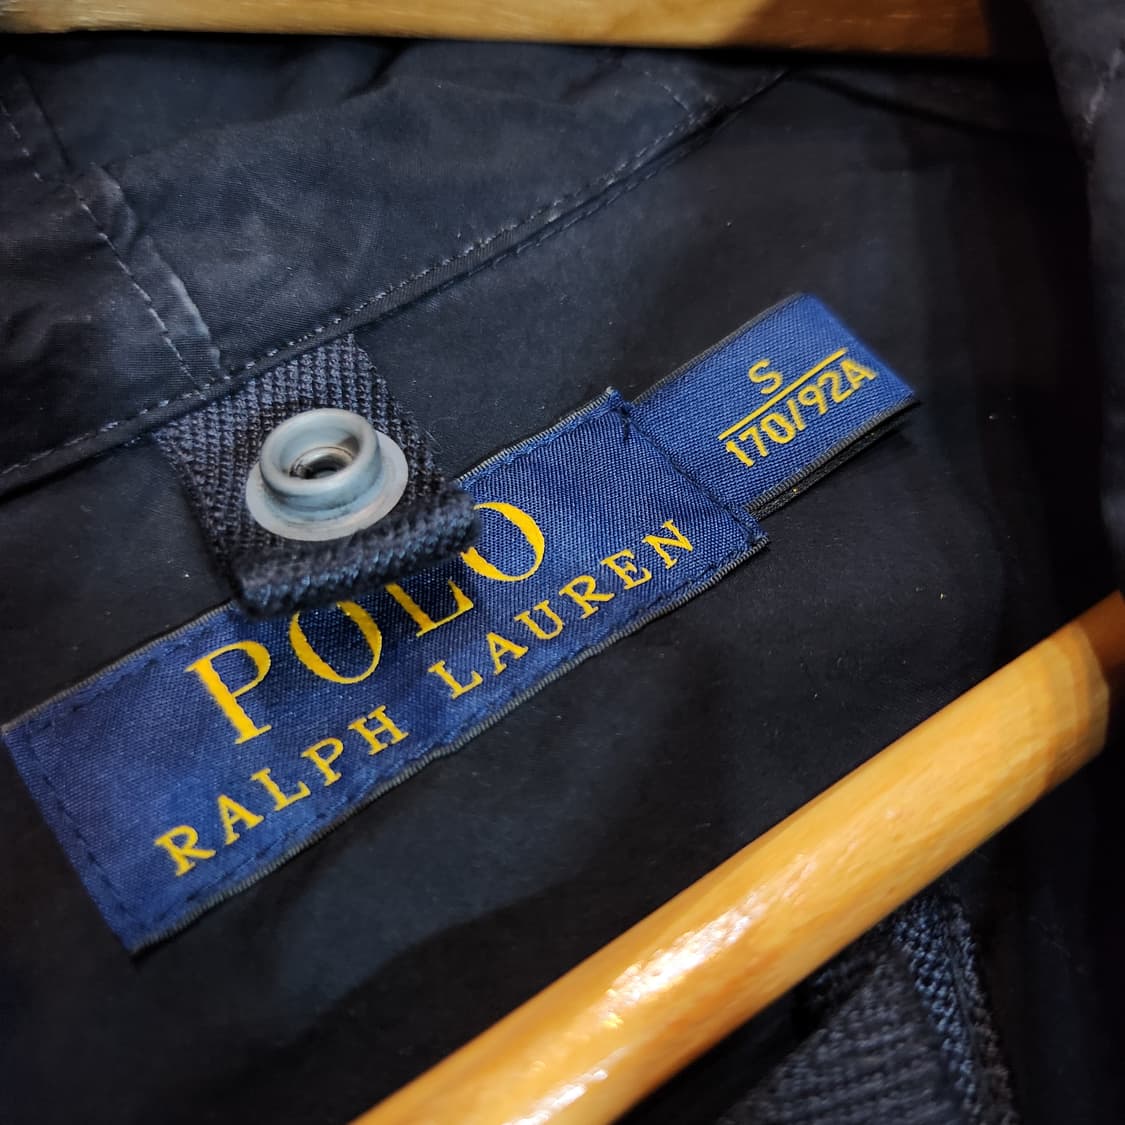 POLO
RALPH LAUREN
S
170/92A